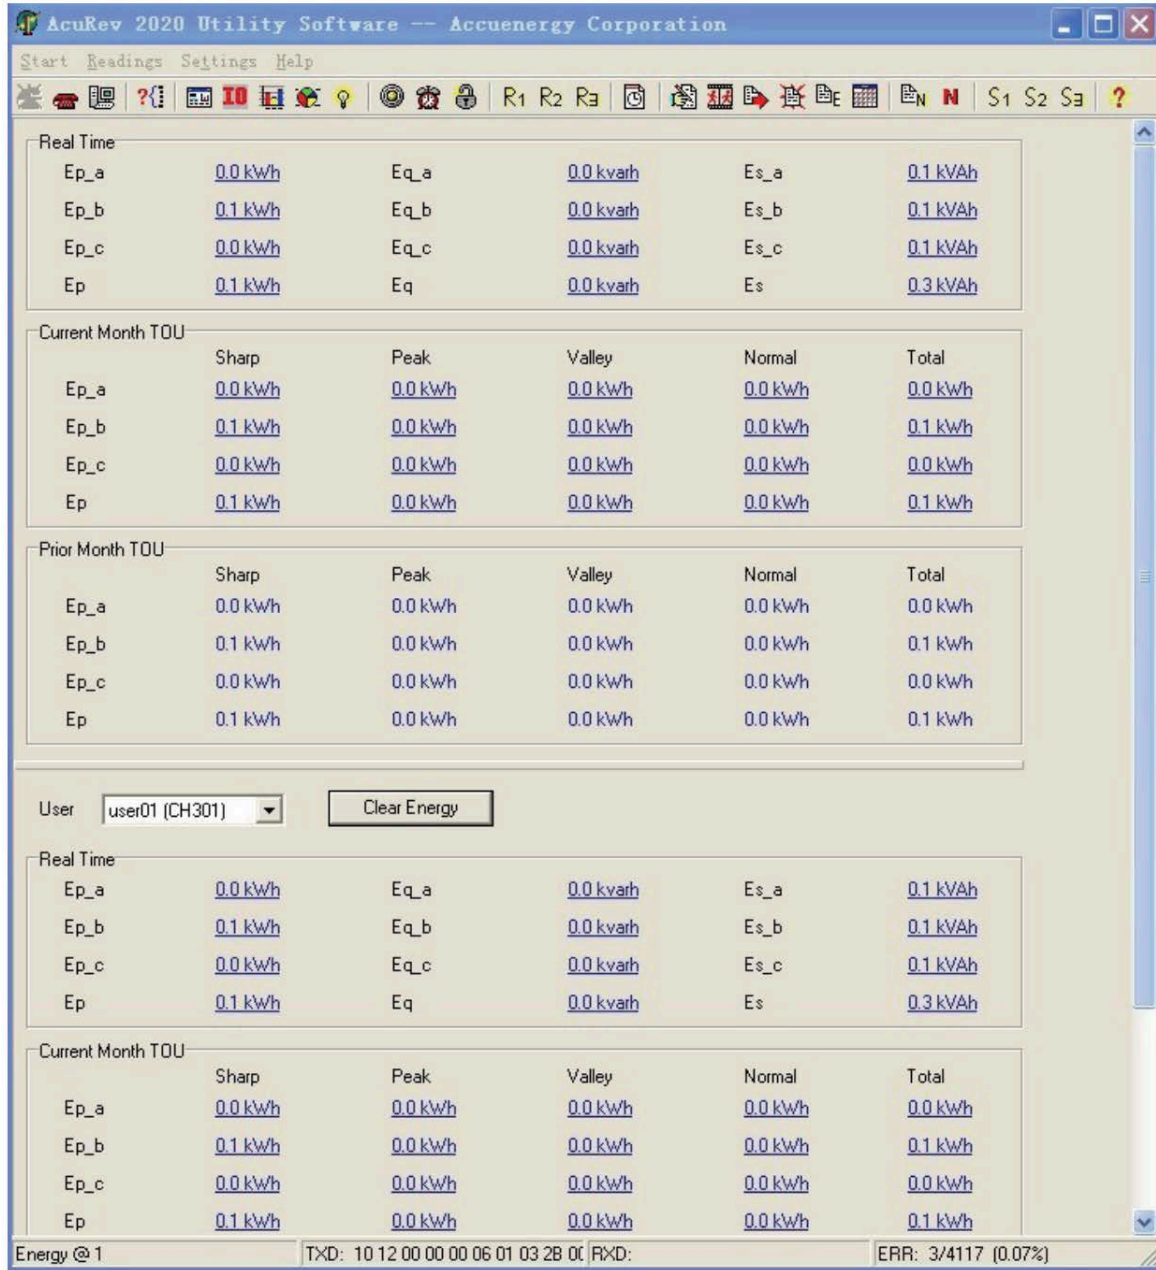 AcuRev 2020 Utility Software -- Accuenergy Corporation
Start Readings Settings Help
?{} IO R1 R2 R3 E N N S1 S2 S3 ?
Real Time
Ep_a 0.0 kWh Eq_a 0.0 kvarh Es_a 0.1 kVAh
Ep_b 0.1 kWh Eq_b 0.0 kvarh Es_b 0.1 kVAh
Ep_c 0.0 kWh Eq_c 0.0 kvarh Es_c 0.1 kVAh
Ep 0.1 kWh Eq 0.0 kvarh Es 0.3 kVAh
Current Month TOU
Sharp Peak Valley Normal Total
Ep_a 0.0 kWh 0.0 kWh 0.0 kWh 0.0 kWh 0.0 kWh
Ep_b 0.1 kWh 0.0 kWh 0.0 kWh 0.0 kWh 0.1 kWh
Ep_c 0.0 kWh 0.0 kWh 0.0 kWh 0.0 kWh 0.0 kWh
Ep 0.1 kWh 0.0 kWh 0.0 kWh 0.0 kWh 0.1 kWh
Prior Month TOU
Sharp Peak Valley Normal Total
Ep_a 0.0 kWh 0.0 kWh 0.0 kWh 0.0 kWh 0.0 kWh
Ep_b 0.1 kWh 0.0 kWh 0.0 kWh 0.0 kWh 0.1 kWh
Ep_c 0.0 kWh 0.0 kWh 0.0 kWh 0.0 kWh 0.0 kWh
Ep 0.1 kWh 0.0 kWh 0.0 kWh 0.0 kWh 0.1 kWh
User user01 (CH301) Clear Energy
Real Time
Ep_a 0.0 kWh Eq_a 0.0 kvarh Es_a 0.1 kVAh
Ep_b 0.1 kWh Eq_b 0.0 kvarh Es_b 0.1 kVAh
Ep_c 0.0 kWh Eq_c 0.0 kvarh Es_c 0.1 kVAh
Ep 0.1 kWh Eq 0.0 kvarh Es 0.3 kVAh
Current Month TOU
Sharp Peak Valley Normal Total
Ep_a 0.0 kWh 0.0 kWh 0.0 kWh 0.0 kWh 0.0 kWh
Ep_b 0.1 kWh 0.0 kWh 0.0 kWh 0.0 kWh 0.1 kWh
Ep_c 0.0 kWh 0.0 kWh 0.0 kWh 0.0 kWh 0.0 kWh
Ep 0.1 kWh 0.0 kWh 0.0 kWh 0.0 kWh 0.1 kWh
Energy @ 1 TXD: 10 12 00 00 00 06 01 03 2B RXD: ERR: 3/4117 (0.07%)